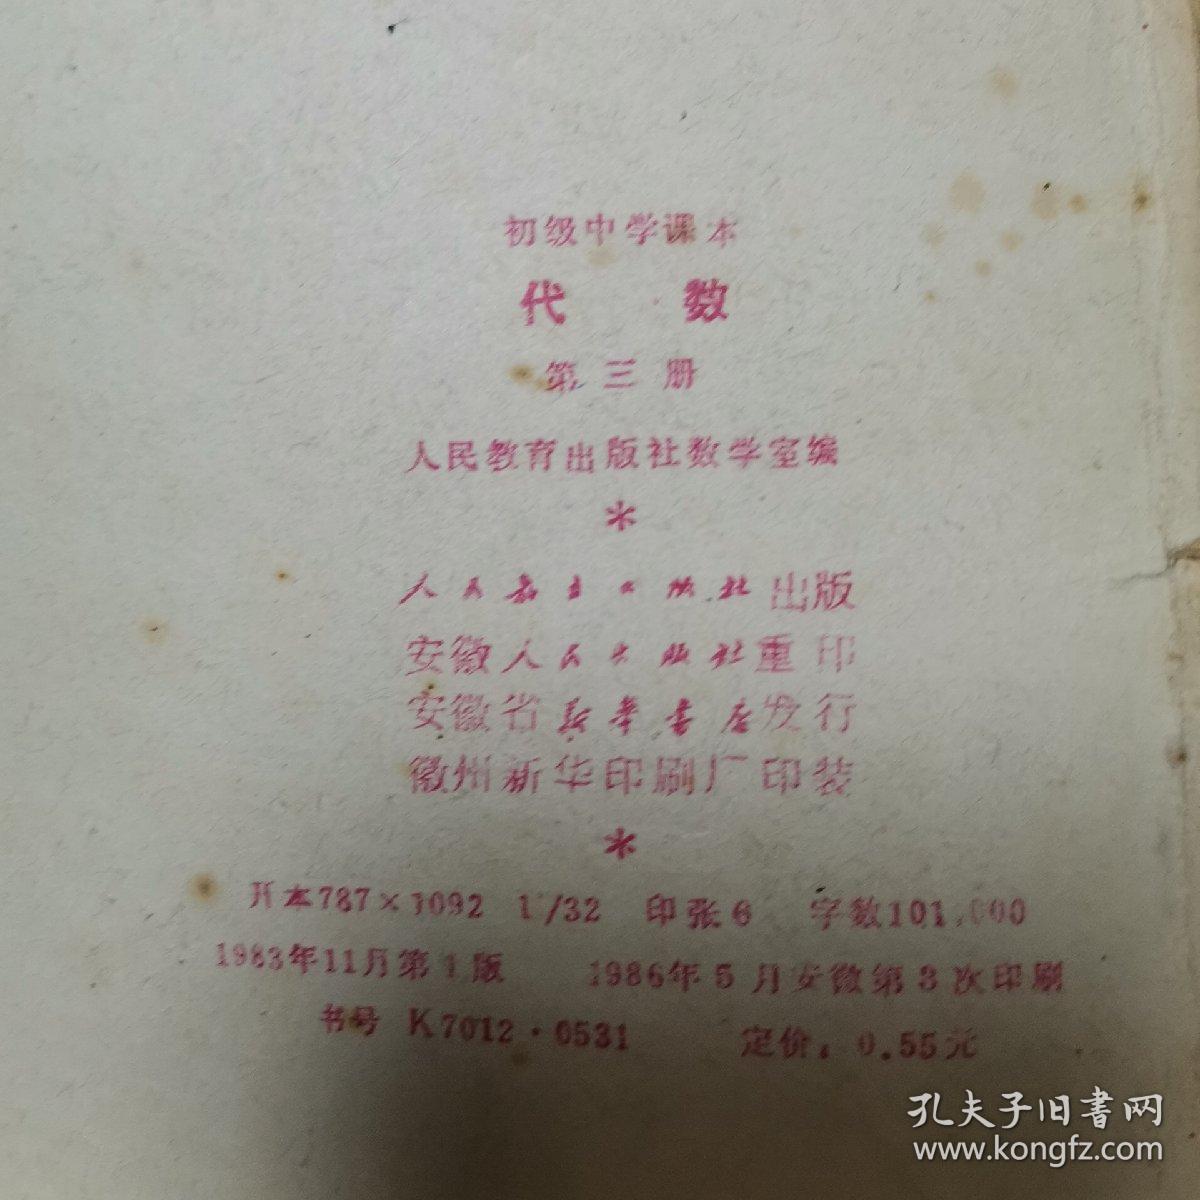 初级中学课本
代 数
第三册
人民教育出版社数学室编
*
人民教育出版社出版
安徽人民出版社重印
安徽省新华书店发行
徽州新华印刷厂印装
*
开本787×1092 1/32 印张6 字数101,000
1983年11月第1版 1986年5月安徽第3次印刷
书号 K7012·0531 定价：0.55元
孔夫子旧書网
www.kongfz.com